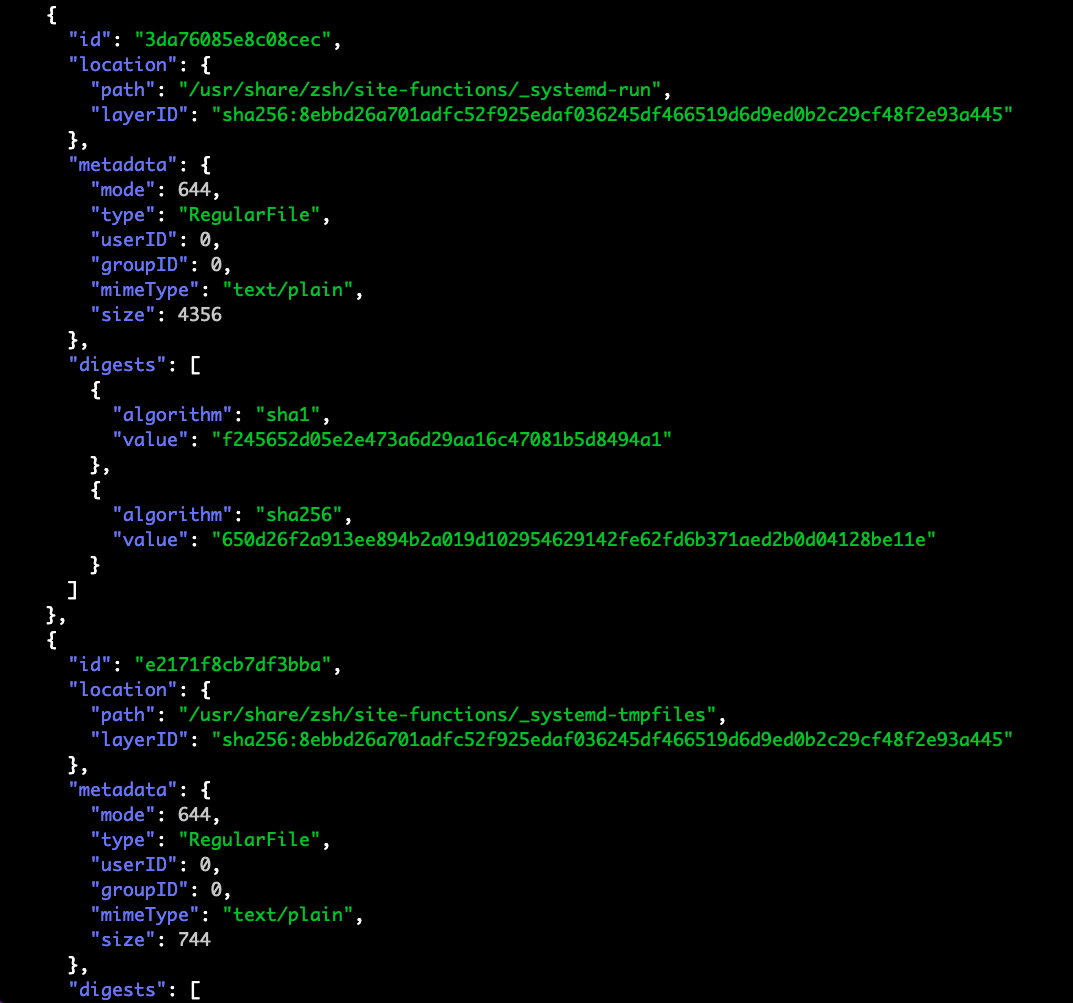 {
"id": "3da76085e8c08cec",
"location": {
"path": "/usr/share/zsh/site-functions/_systemd-run",
"layerID": "sha256:8ebbd26a701adfc52f925edaf036245df466519d6d9ed0b2c29cf48f2e93a445"
},
"metadata": {
"mode": 644,
"type": "RegularFile",
"userID": 0,
"groupID": 0,
"mimeType": "text/plain",
"size": 4356
},
"digests": [
{
"algorithm": "sha1",
"value": "f245652d05e2e473a6d29aa16c47081b5d8494a1"
},
{
"algorithm": "sha256",
"value": "650d26f2a913ee894b2a019d102954629142fe62fd6b371aed2b0d04128be11e"
}
]
},
{
"id": "e2171f8cb7df3bba",
"location": {
"path": "/usr/share/zsh/site-functions/_systemd-tmpfiles",
"layerID": "sha256:8ebbd26a701adfc52f925edaf036245df466519d6d9ed0b2c29cf48f2e93a445"
},
"metadata": {
"mode": 644,
"type": "RegularFile",
"userID": 0,
"groupID": 0,
"mimeType": "text/plain",
"size": 744
},
"digests": [